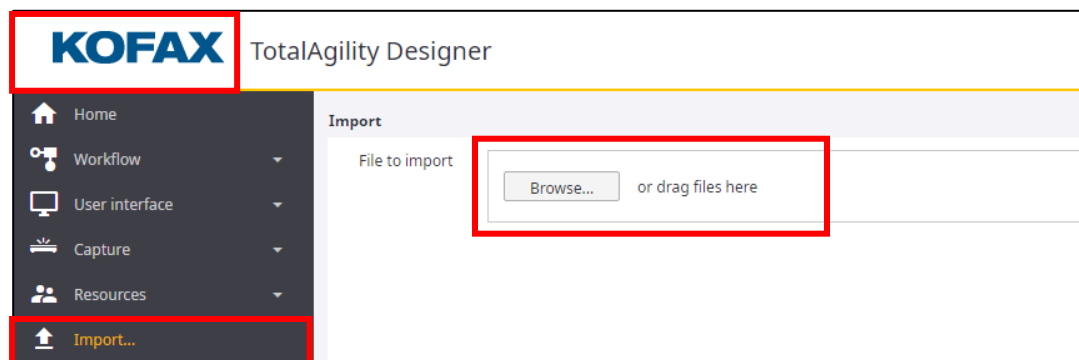 KOFAX TotalAgility Designer
Home
Workflow
User interface
Capture
Resources
Import...
Import
File to import
Browse... or drag files here